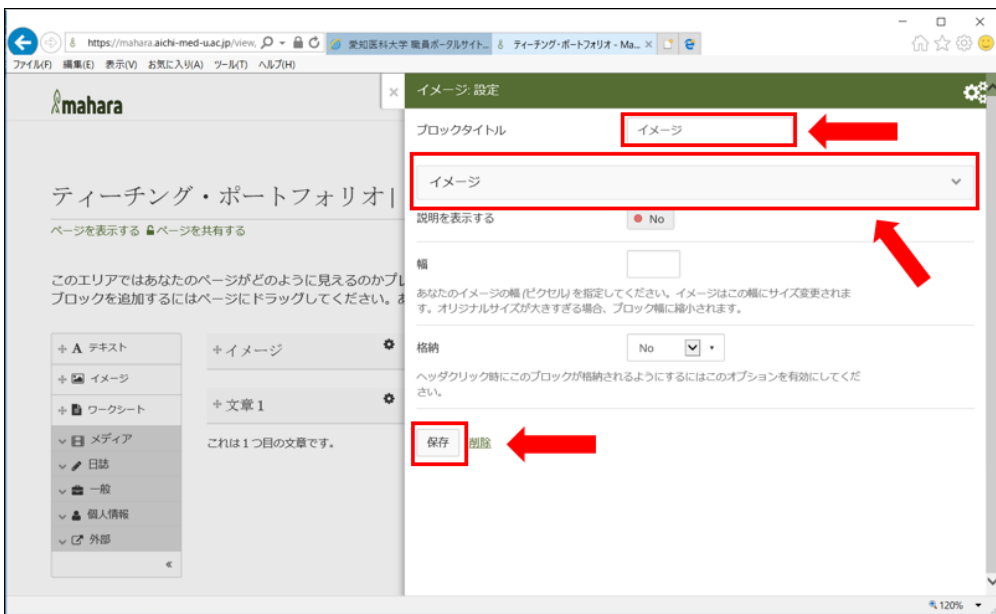 https://mahara.aichi-med-u.ac.jp/view,
愛知医科大学 職員ポータルサイト...
ティーチング・ポートフォリオ - Ma...
ファイル(F) 編集(E) 表示(V) お気に入り(A) ツール(T) ヘルプ(H)
mahara
ティーチング・ポートフォリオ|
ページを表示する ページを共有する
このエリアではあなたのページがどのように見えるのかプレ
ブロックを追加するにはページにドラッグしてください。あ
テキスト
イメージ
ワークシート
メディア
日誌
一般
個人情報
外部
«
イメージ
文章 1
これは 1 つ目の文章です。
イメージ: 設定
ブロックタイトル イメージ
イメージ
説明を表示する No
幅
あなたのイメージの幅 (ピクセル) を指定してください。イメージはこの幅にサイズ変更されま
す。オリジナルサイズが大きすぎる場合、ブロック幅に縮小されます。
格納 No
ヘッダクリック時にこのブロックが格納されるようにするにはこのオプションを有効にしてくだ
さい。
保存 削除
120%